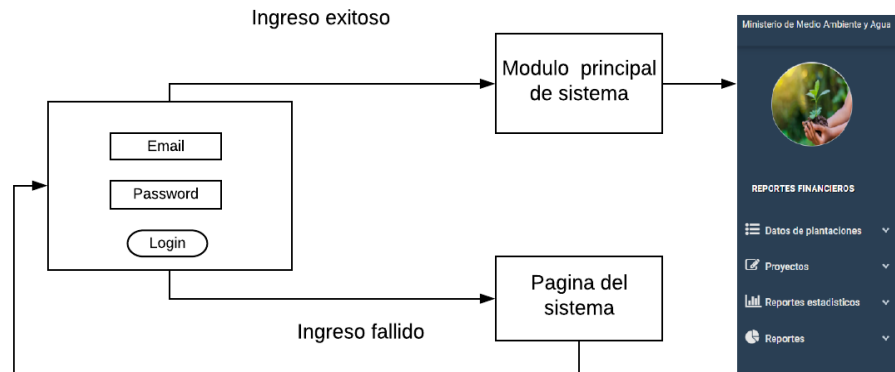 Ingreso exitoso
Modulo principal
de sistema
Email
Password
Login
Ingreso fallido
Pagina del
sistema
Ministerio de Medio Ambiente y Agua
REPORTES FINANCIEROS
Datos de plantaciones
Proyectos
Reportes estadisticos
Reportes